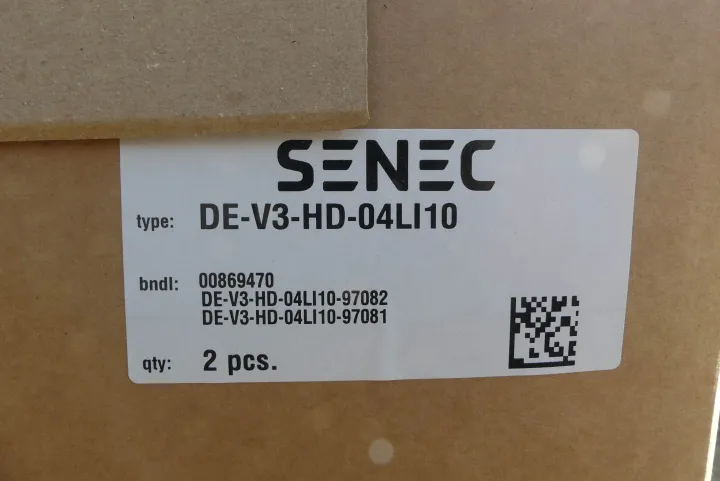 SENEC
type: DE-V3-HD-04LI10
bndl: 00869470
DE-V3-HD-04LI10-97082
DE-V3-HD-04LI10-97081
qty: 2 pcs.